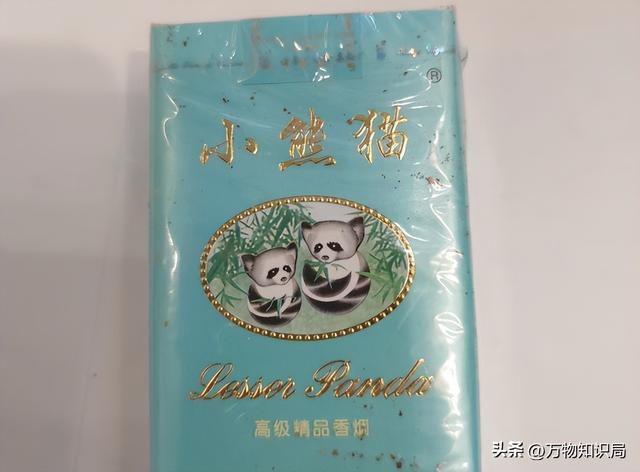 ®
小熊猫
Lesser Panda
高级精品香烟
头条 @万物知识局